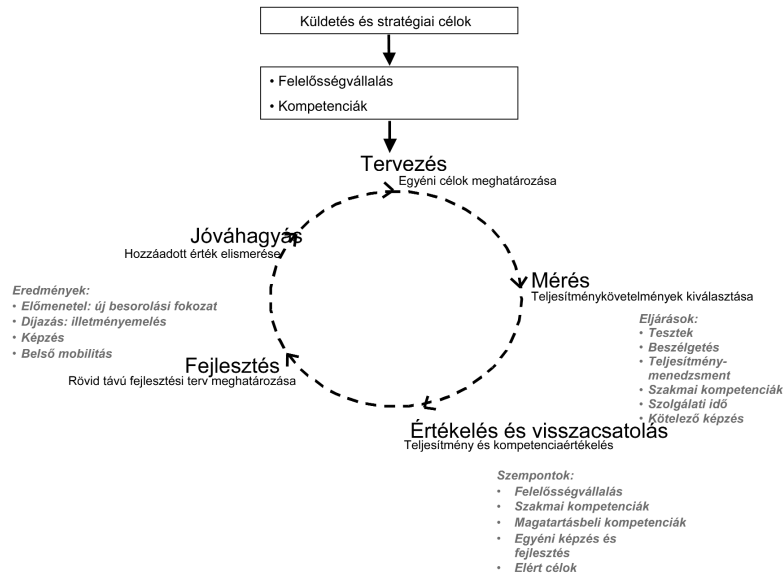 Küldetés és stratégiai célok
• Felelősségvállalás
• Kompetenciák
Tervezés
Egyéni célok meghatározása
Jóváhagyás
Hozzáadott érték elismerése
Mérés
Teljesítménykövetelmények kiválasztása
Eredmények:
• Előmenetel: új besorolási fokozat
• Díjazás: illetményemelés
• Képzés
• Belső mobilitás
Eljárások:
• Tesztek
• Beszélgetés
• Teljesítmény-
menedzsment
• Szakmai kompetenciák
• Szolgálati idő
• Kötelező képzés
Fejlesztés
Rövid távú fejlesztési terv meghatározása
Értékelés és visszacsatolás
Teljesítmény és kompetenciaértékelés
Szempontok:
• Felelősségvállalás
• Szakmai kompetenciák
• Magatartásbeli kompetenciák
• Egyéni képzés és
fejlesztés
• Elért célok